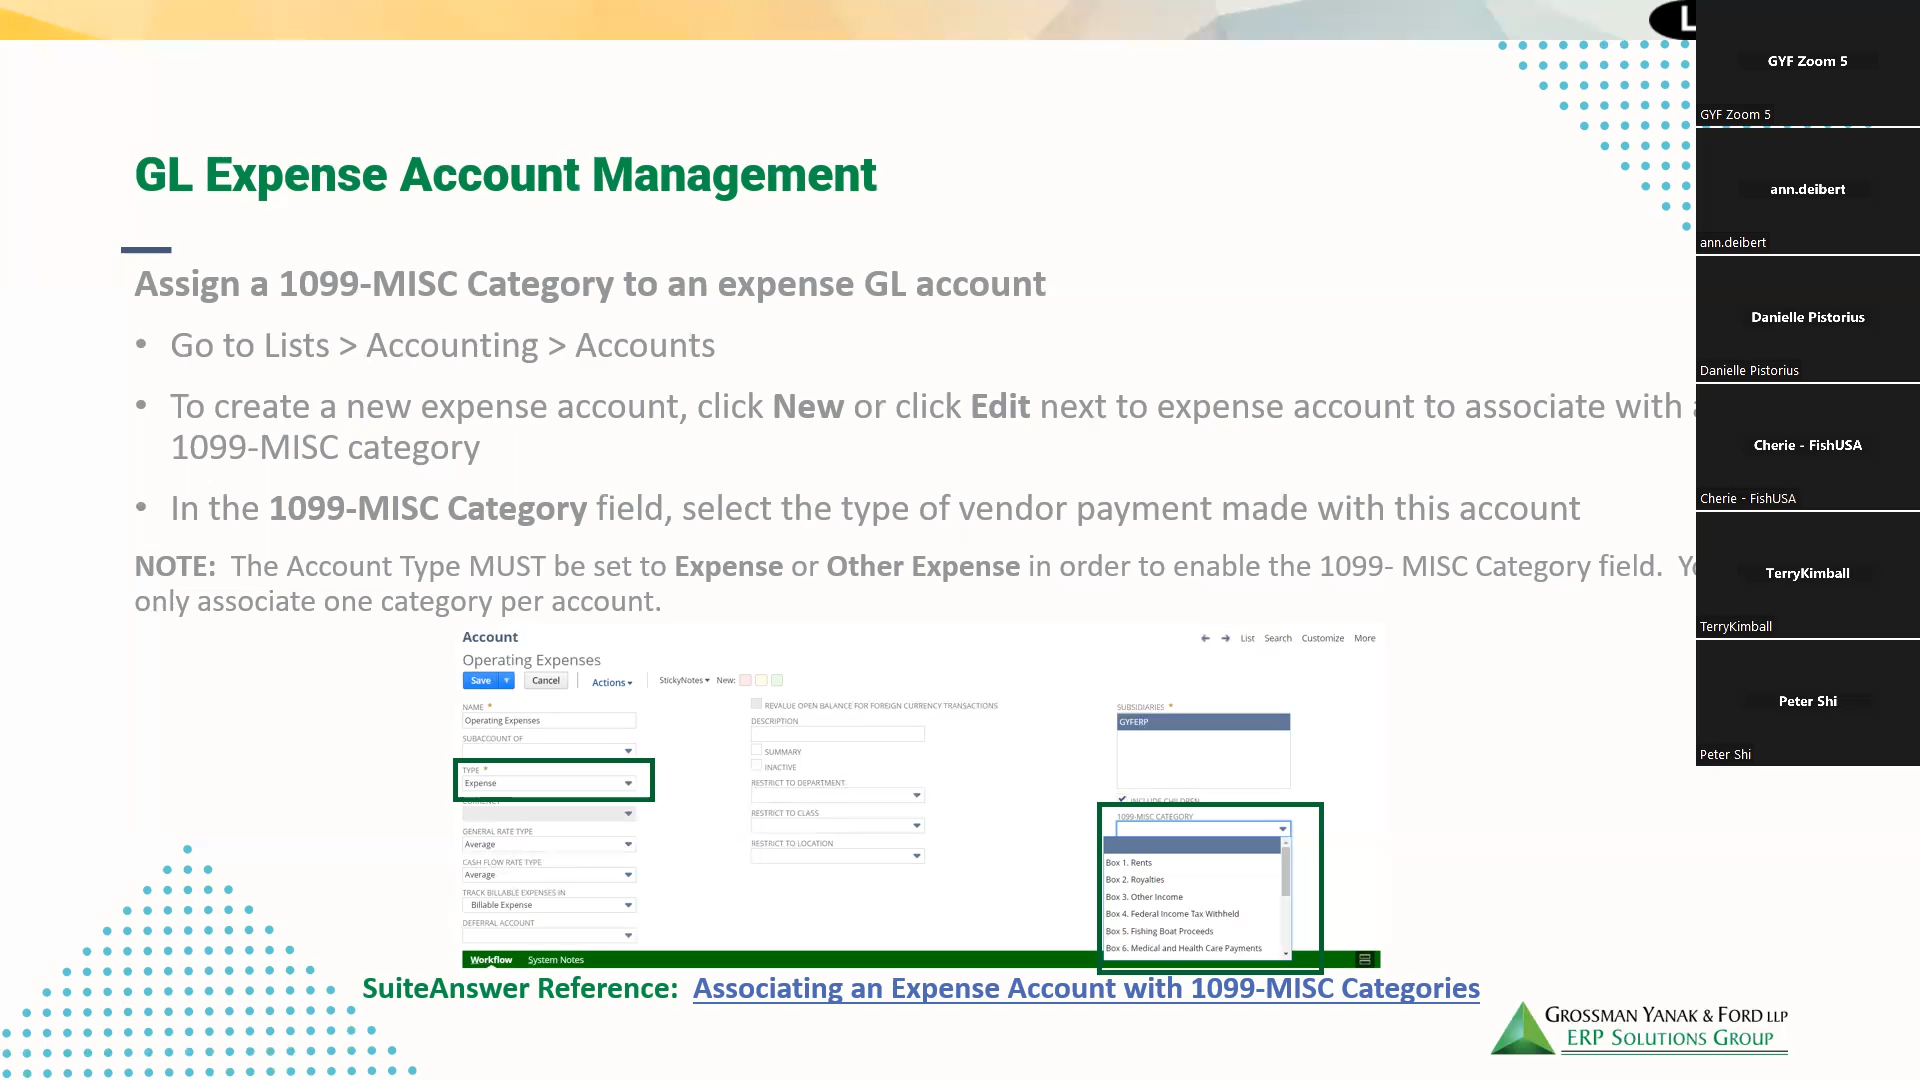 L
GL Expense Account Management
Assign a 1099-MISC Category to an expense GL account
• Go to Lists > Accounting > Accounts
• To create a new expense account, click New or click Edit next to expense account to associate with
1099-MISC category
• In the 1099-MISC Category field, select the type of vendor payment made with this account
NOTE: The Account Type MUST be set to Expense or Other Expense in order to enable the 1099- MISC Category field.
only associate one category per account.
Account
List Search Customize More
Operating Expenses
Save Cancel Actions StickyNotes New:
NAME *
Operating Expenses
SUBACCOUNT OF
TYPE *
Expense
CURRENCY
GENERAL RATE TYPE
Average
CASH FLOW RATE TYPE
Average
TRACK BILLABLE EXPENSES IN
Billable Expense
DEFERRAL ACCOUNT
REVALUE OPEN BALANCE FOR FOREIGN CURRENCY TRANSACTIONS
DESCRIPTION
SUMMARY
INACTIVE
RESTRICT TO DEPARTMENT
RESTRICT TO CLASS
RESTRICT TO LOCATION
SUBSIDIARIES *
GYFERP
INCLUDE CHILDREN
1099-MISC CATEGORY
Box 1. Rents
Box 2. Royalties
Box 3. Other Income
Box 4. Federal Income Tax Withheld
Box 5. Fishing Boat Proceeds
Box 6. Medical and Health Care Payments
Workflow System Notes
SuiteAnswer Reference: Associating an Expense Account with 1099-MISC Categories
GROSSMAN YANAK & FORD LLP
ERP SOLUTIONS GROUP
GYF Zoom 5
GYF Zoom 5
ann.deibert
ann.deibert
Danielle Pistorius
Danielle Pistorius
Cherie - FishUSA
Cherie - FishUSA
TerryKimball
TerryKimball
Peter Shi
Peter Shi